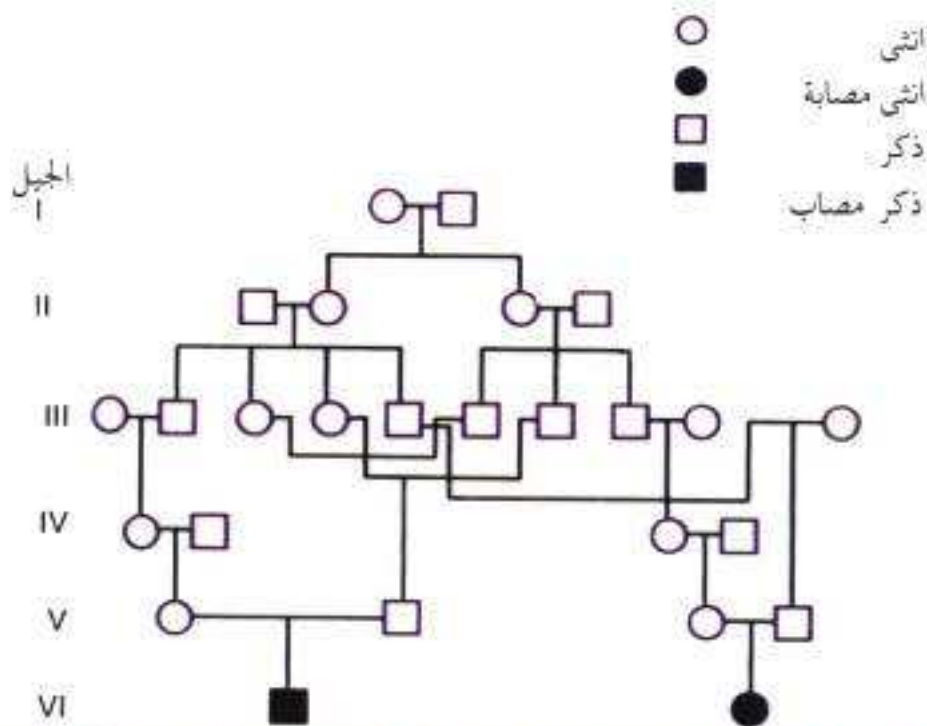 انثى
انثى مصابة
ذكر
ذكر مصاب
الجيل
I
II
III
IV
V
VI